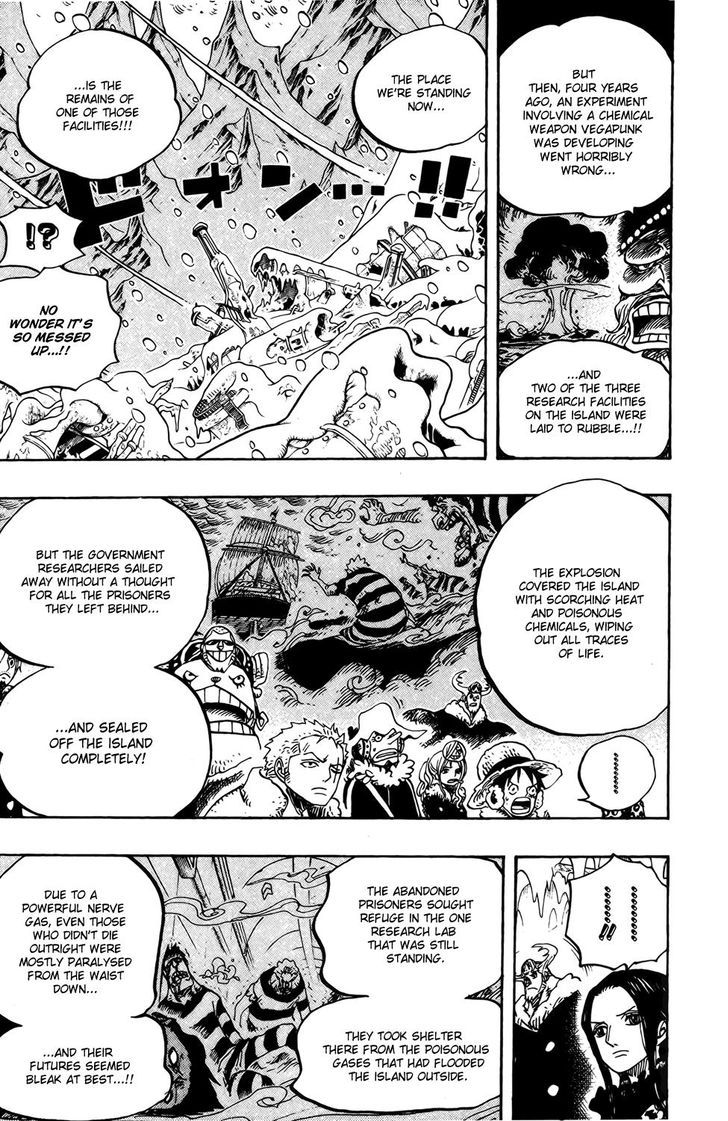 BUT
THEN, FOUR YEARS
AGO, AN EXPERIMENT
INVOLVING A CHEMICAL
WEAPON VEGAPUNK
WAS DEVELOPING
WENT HORRIBLY
WRONG...
...AND
TWO OF THE THREE
RESEARCH FACILITIES
ON THE ISLAND WERE
LAID TO RUBBLE...!!
THE PLACE
WE'RE STANDING
NOW...
...IS THE
REMAINS OF
ONE OF THOSE
FACILITIES!!!
ドォン…!!
!?
NO
WONDER IT'S
SO MESSED
UP...!!
THE EXPLOSION
COVERED THE ISLAND
WITH SCORCHING HEAT
AND POISONOUS
CHEMICALS, WIPING
OUT ALL TRACES
OF LIFE.
BUT THE GOVERNMENT
RESEARCHERS SAILED
AWAY WITHOUT A THOUGHT
FOR ALL THE PRISONERS
THEY LEFT BEHIND...
...AND SEALED
OFF THE ISLAND
COMPLETELY!
.........
.........!!
THE ABANDONED
PRISONERS SOUGHT
REFUGE IN THE ONE
RESEARCH LAB
THAT WAS STILL
STANDING.
THEY TOOK SHELTER
THERE FROM THE POISONOUS
GASES THAT HAD FLOODED
THE ISLAND OUTSIDE.
DUE TO A
POWERFUL NERVE
GAS, EVEN THOSE
WHO DIDN'T DIE
OUTRIGHT WERE
MOSTLY PARALYSED
FROM THE WAIST
DOWN...
...AND THEIR
FUTURES SEEMED
BLEAK AT BEST...!!